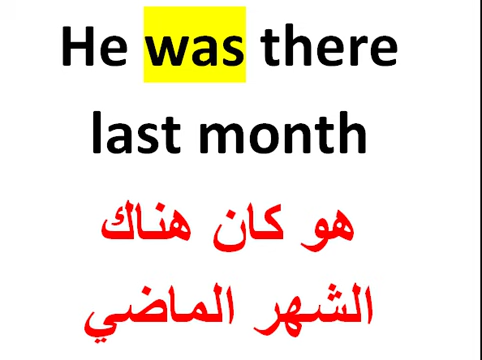 He was there
last month
هو كان هناك
الشهر الماضي